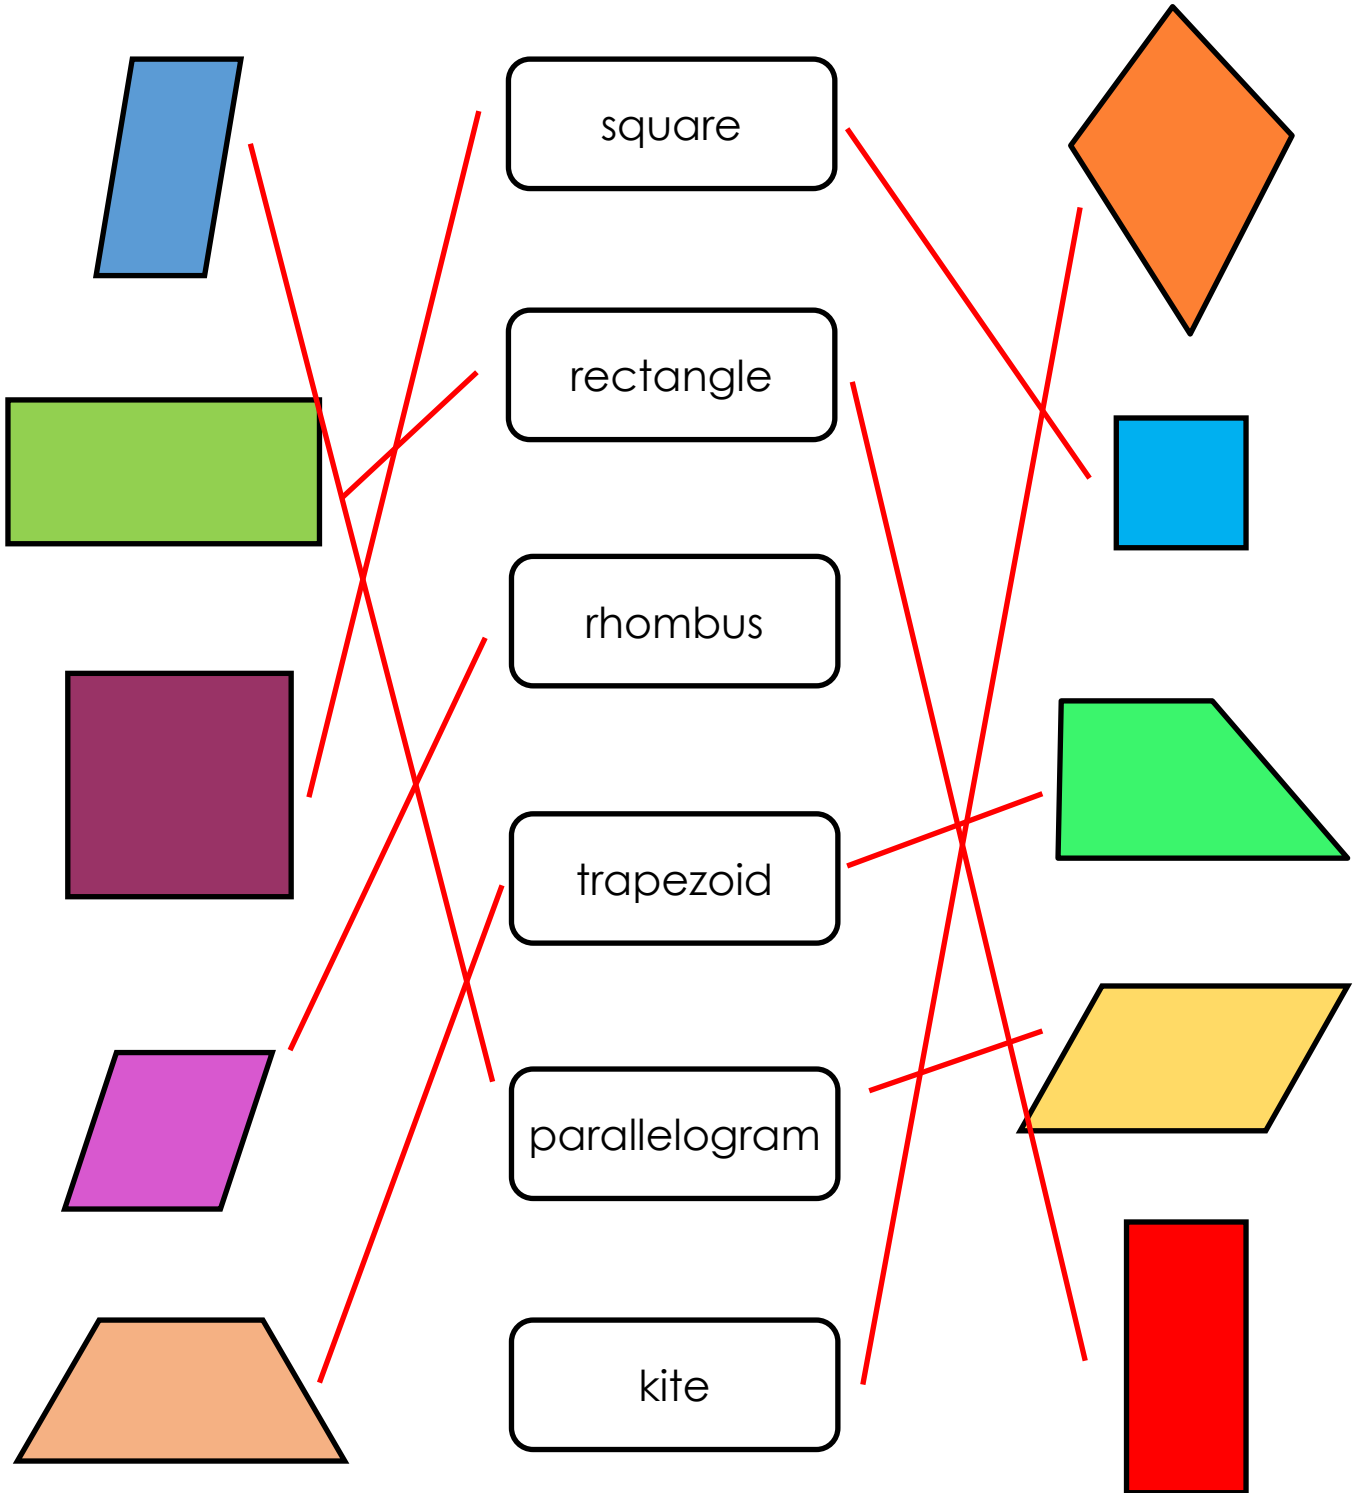 square
rectangle
rhombus
trapezoid
parallelogram
kite